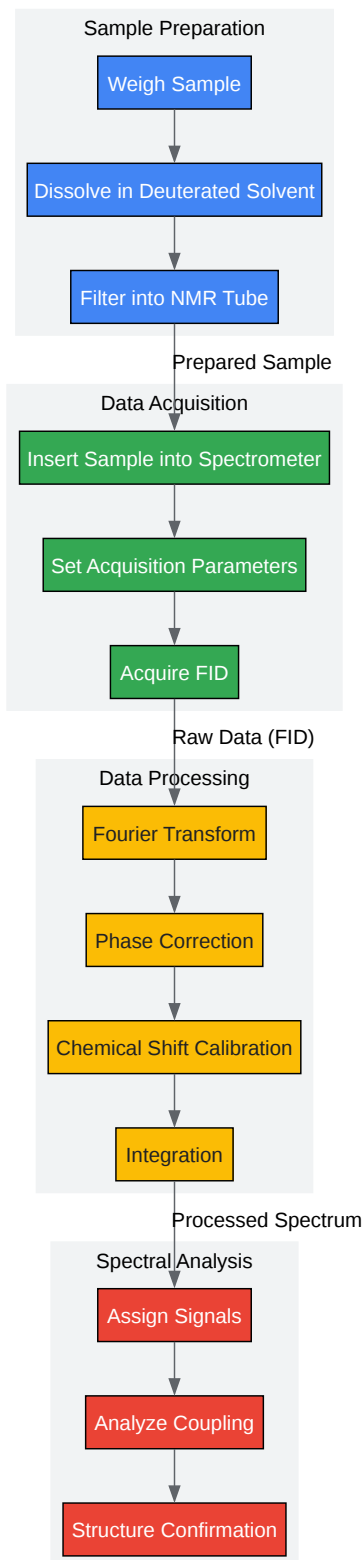 Sample Preparation
Weigh Sample
Dissolve in Deuterated Solvent
Filter into NMR Tube
Prepared Sample
Data Acquisition
Insert Sample into Spectrometer
Set Acquisition Parameters
Acquire FID
Raw Data (FID)
Data Processing
Fourier Transform
Phase Correction
Chemical Shift Calibration
Integration
Processed Spectrum
Spectral Analysis
Assign Signals
Analyze Coupling
Structure Confirmation